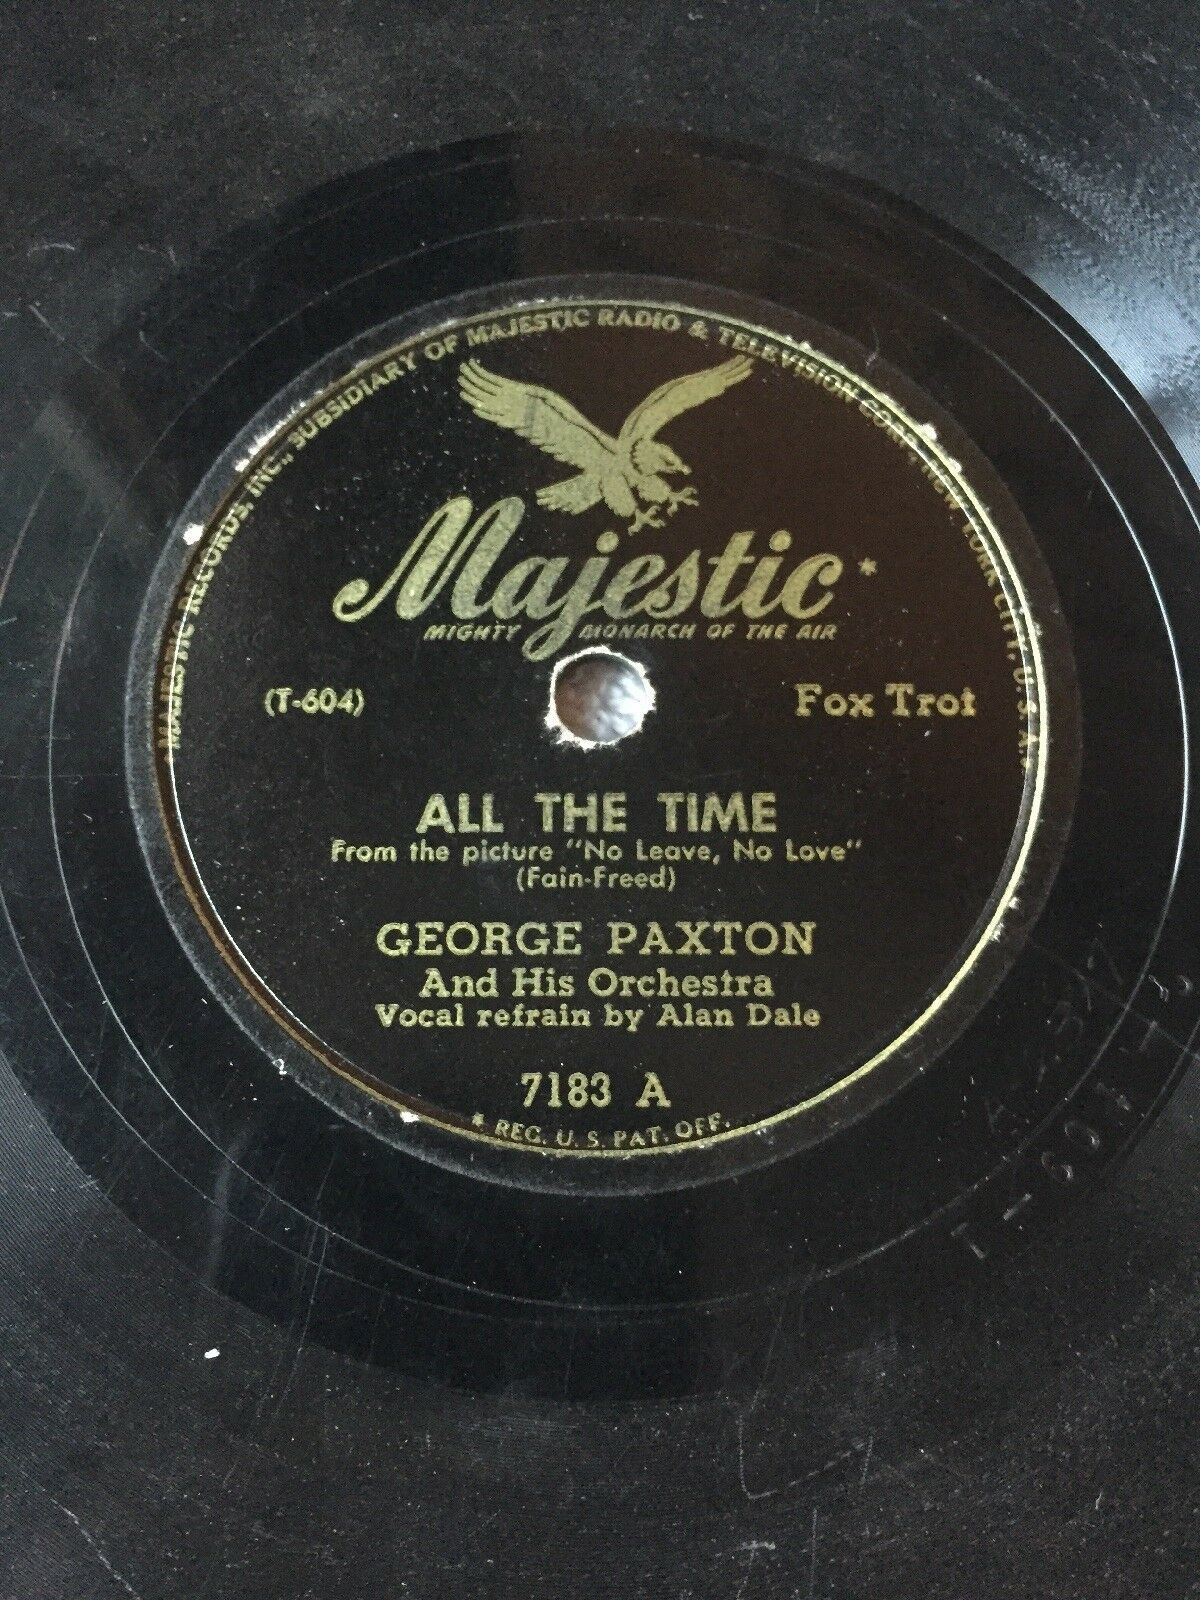 * MAJESTIC RECORDS, INC., SUBSIDIARY OF MAJESTIC RADIO & TELEVISION CORP., NEW YORK CITY, U.S.A. *
Majestic*
MIGHTY MONARCH OF THE AIR
(T-604) Fox Trot
ALL THE TIME
From the picture "No Leave, No Love"
(Fain-Freed)
GEORGE PAXTON
And His Orchestra
Vocal refrain by Alan Dale
7183 A
* REG. U. S. PAT. OFF.